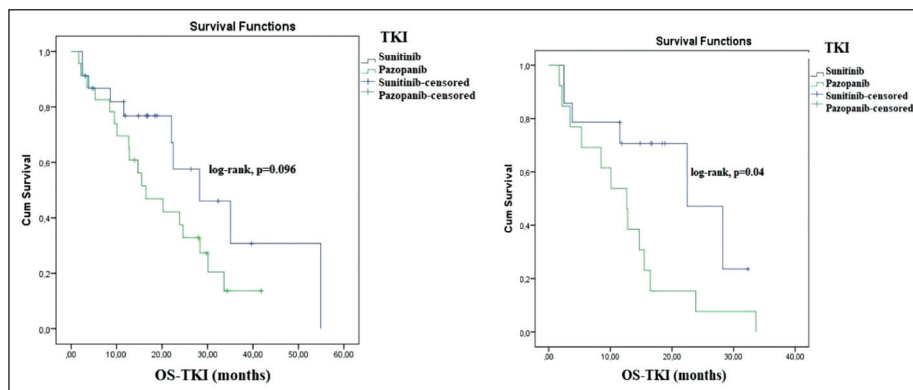 Survival Functions
TKI
Sunitinib
Pazopanib
Sunitinib-censored
Pazopanib-censored
1,0
0,8
0,6
0,4
0,2
0,0
Cum Survival
log-rank, p=0.096
,00 10,00 20,00 30,00 40,00 50,00 60,00
OS-TKI (months)
Survival Functions
TKI
Sunitinib
Pazopanib
Sunitinib-censored
Pazopanib-censored
1,0
0,8
0,6
0,4
0,2
0,0
Cum Survival
log-rank, p=0.04
,00 10,00 20,00 30,00 40,00
OS-TKI (months)